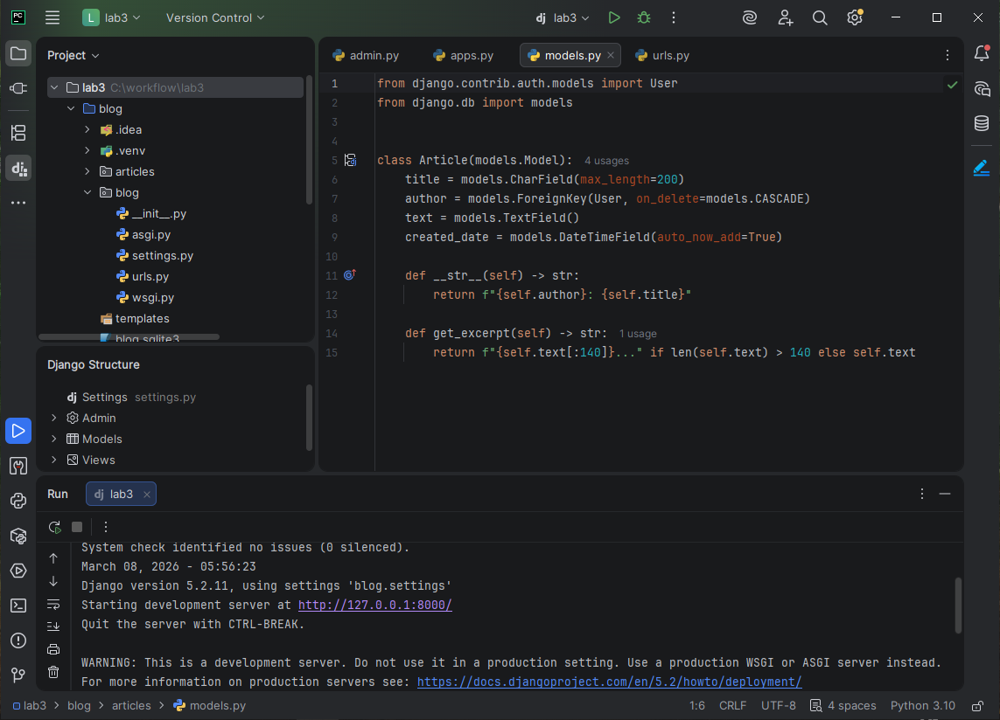 PC
L lab3
Version Control
dj lab3
Project
lab3 C:\workflow\lab3
blog
.idea
.venv
articles
blog
__init__.py
asgi.py
settings.py
urls.py
wsgi.py
templates
blog.sqlite3
admin.py
apps.py
models.py
urls.py
1 from django.contrib.auth.models import User
2 from django.db import models
3
4
5 class Article(models.Model): 4 usages
6 title = models.CharField(max_length=200)
7 author = models.ForeignKey(User, on_delete=models.CASCADE)
8 text = models.TextField()
9 created_date = models.DateTimeField(auto_now_add=True)
10
11 def __str__(self) -> str:
12 return f"{self.author}: {self.title}"
13
14 def get_excerpt(self) -> str: 1 usage
15 return f"{self.text[:140]}..." if len(self.text) > 140 else self.text
Django Structure
dj Settings settings.py
Admin
Models
Views
Run
dj lab3
System check identified no issues (0 silenced).
March 08, 2026 - 05:56:23
Django version 5.2.11, using settings 'blog.settings'
Starting development server at http://127.0.0.1:8000/
Quit the server with CTRL-BREAK.
WARNING: This is a development server. Do not use it in a production setting. Use a production WSGI or ASGI server instead.
For more information on production servers see: https://docs.djangoproject.com/en/5.2/howto/deployment/
lab3 > blog > articles > models.py
1:6 CRLF UTF-8 4 spaces Python 3.10